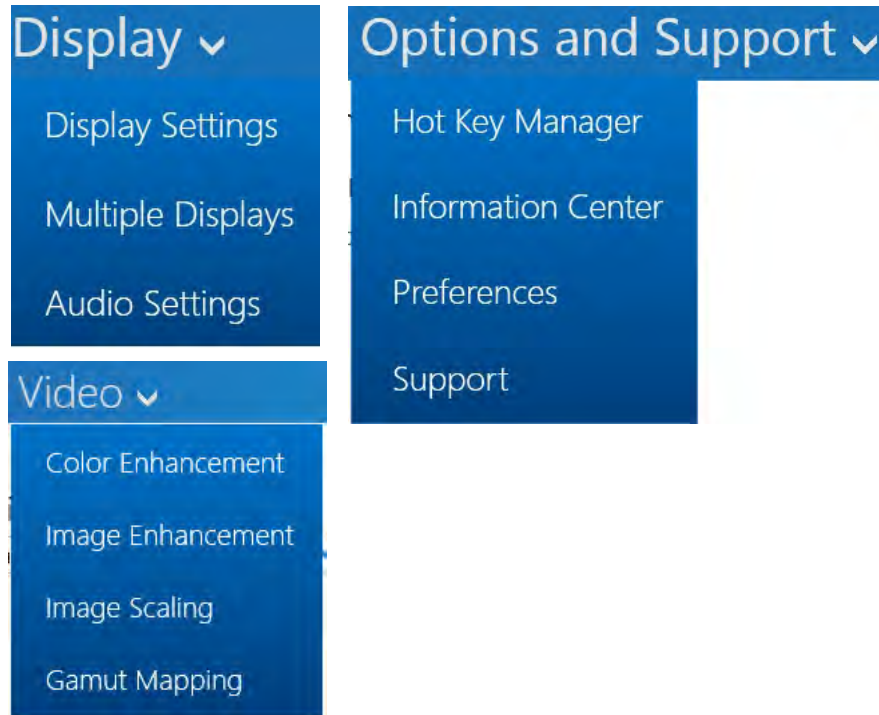 Display
Display Settings
Multiple Displays
Audio Settings
Options and Support
Hot Key Manager
Information Center
Preferences
Support
Video
Color Enhancement
Image Enhancement
Image Scaling
Gamut Mapping